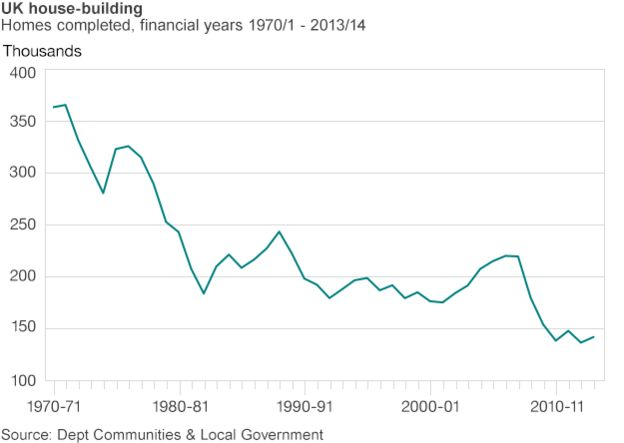 UK house-building
Homes completed, financial years 1970/1 - 2013/14
Thousands
400
350
300
250
200
150
100
1970-71 1980-81 1990-91 2000-01 2010-11
Source: Dept Communities & Local Government